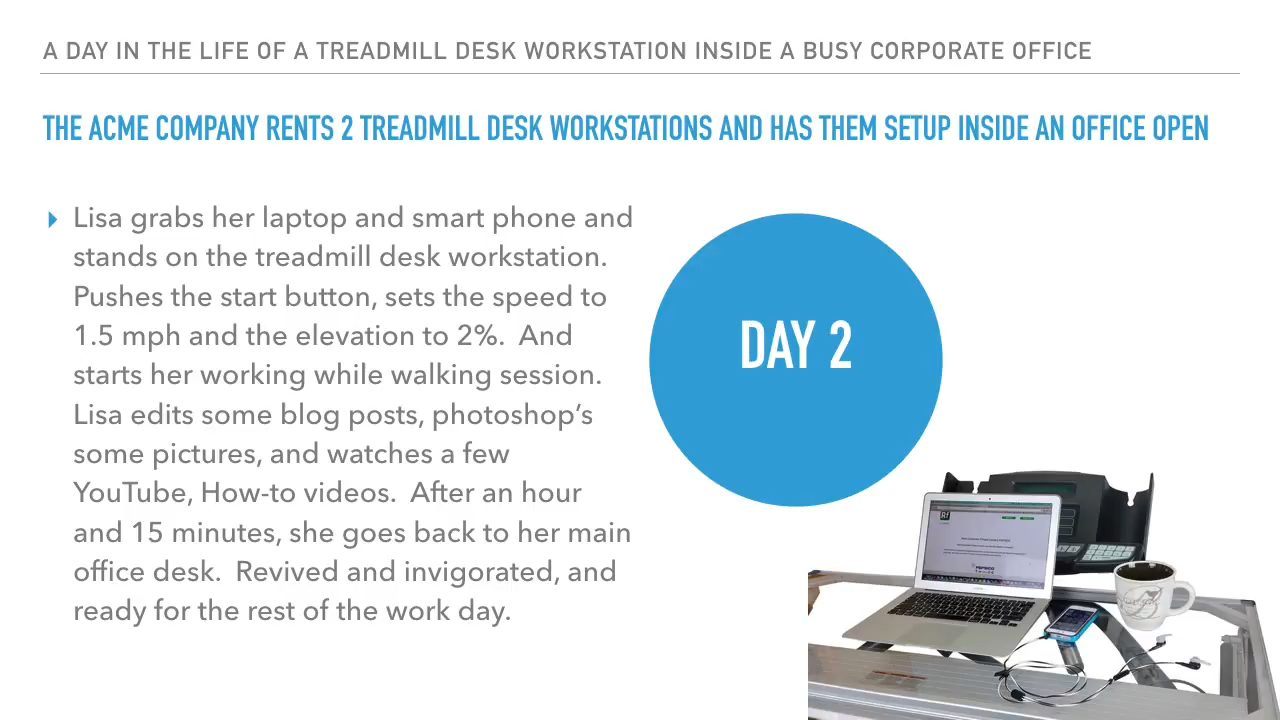 A DAY IN THE LIFE OF A TREADMILL DESK WORKSTATION INSIDE A BUSY CORPORATE OFFICE
THE ACME COMPANY RENTS 2 TREADMILL DESK WORKSTATIONS AND HAS THEM SETUP INSIDE AN OFFICE OPEN
Lisa grabs her laptop and smart phone and
stands on the treadmill desk workstation.
Pushes the start button, sets the speed to
1.5 mph and the elevation to 2%.  And
starts her working while walking session.
Lisa edits some blog posts, photoshop’s
some pictures, and watches a few
YouTube, How-to videos.  After an hour
and 15 minutes, she goes back to her main
office desk.  Revived and invigorated, and
ready for the rest of the work day.
DAY 2